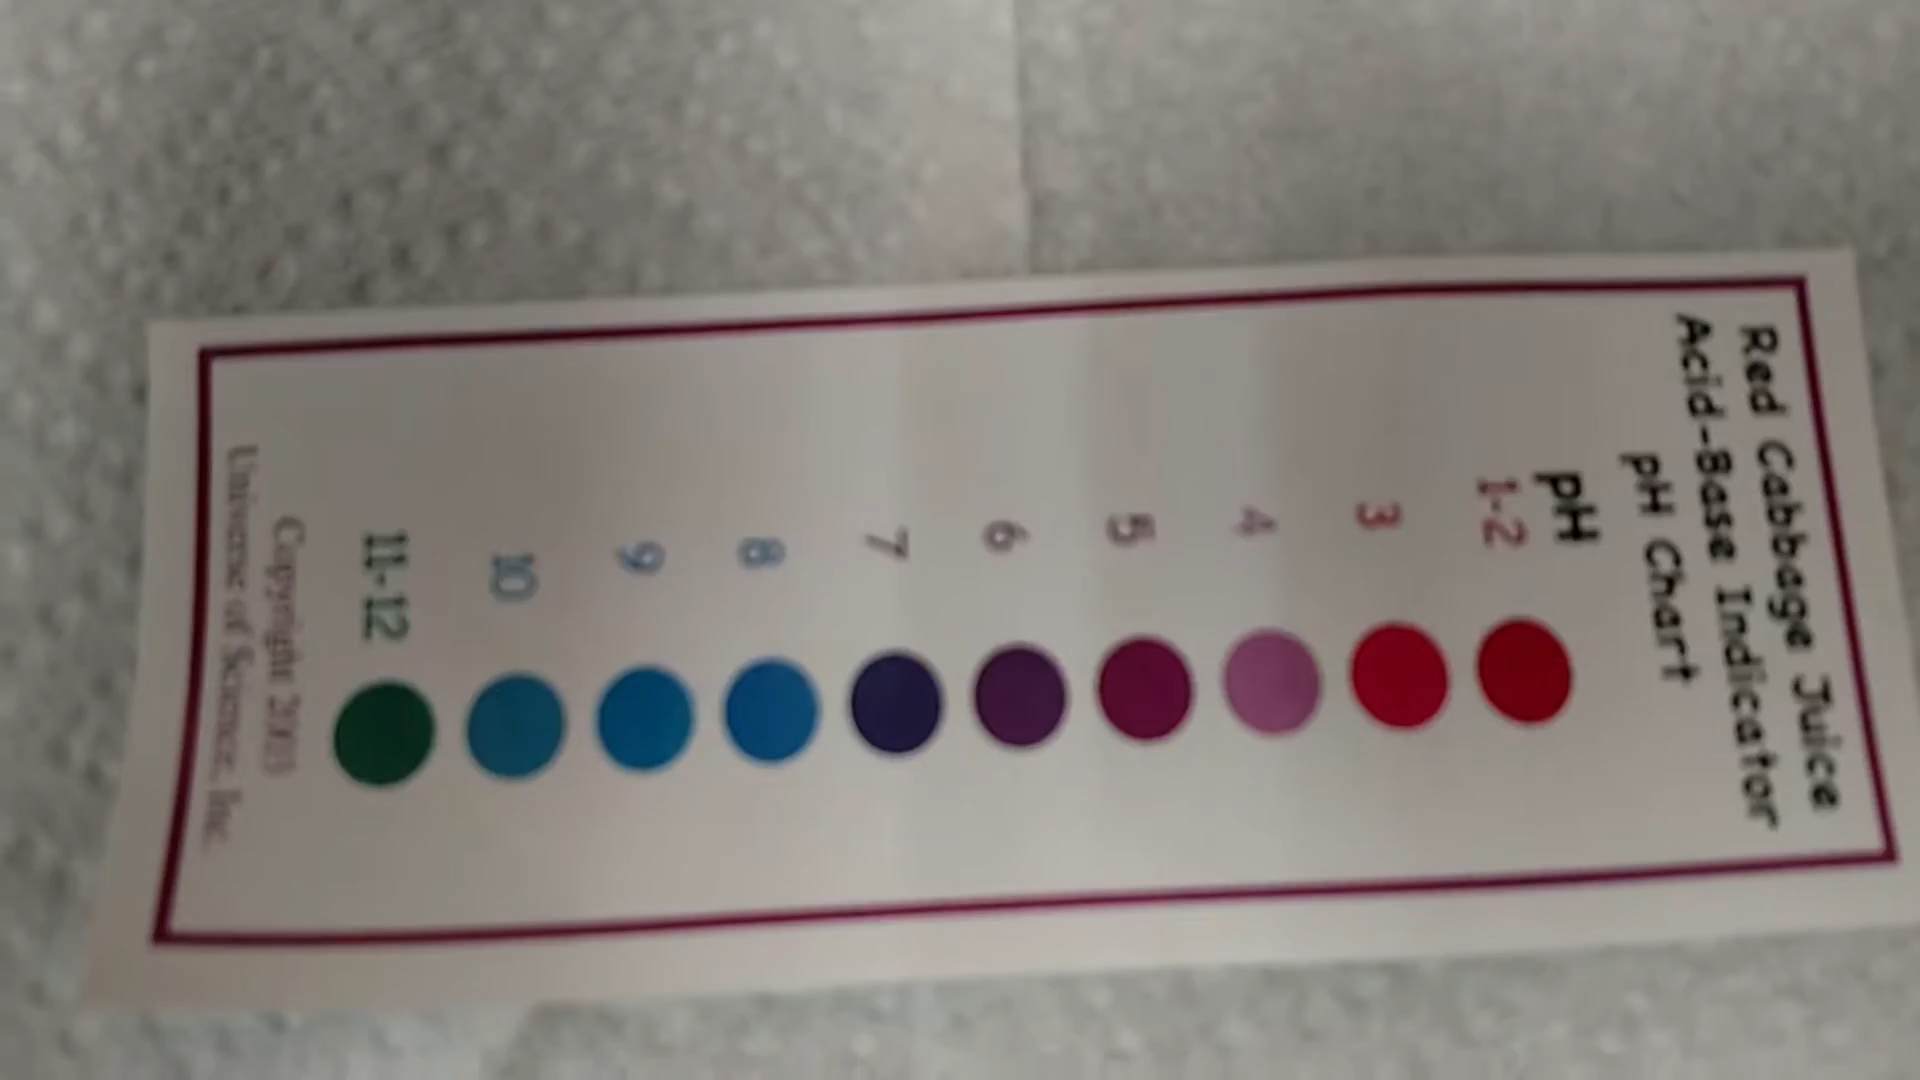 Red Cabbage Juice
Acid-Base Indicator
pH Chart
pH
1-2
3
4
5
6
7
8
9
10
11-12
Copyright 2003
Universe of Science, Inc.